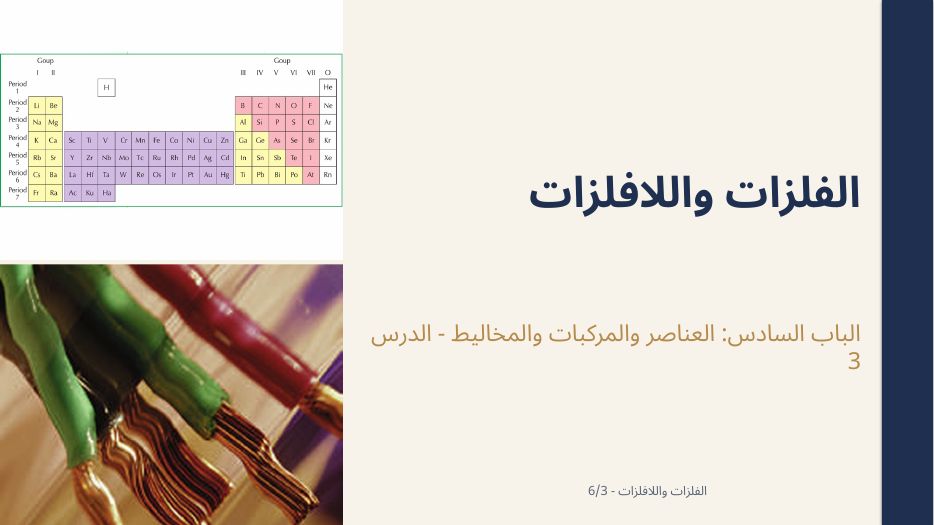 الفلزات واللافلزات
الباب السادس: العناصر والمركبات والمخاليط - الدرس
3
الفلزات واللافلزات - 6/3
Goup Goup
I II III IV V VI VII O
Period 1 H He
Period 2 Li Be B C N O F Ne
Period 3 Na Mg Al Si P S Cl Ar
Period 4 K Ca Sc Ti V Cr Mn Fe Co Ni Cu Zn Ga Ge As Se Br Kr
Period 5 Rb Sr Y Zr Nb Mo Tc Ru Rh Pd Ag Cd In Sn Sb Te I Xe
Period 6 Cs Ba La Hf Ta W Re Os Ir Pt Au Hg Ti Pb Bi Po At Rn
Period 7 Fr Ra Ac Ku Ha